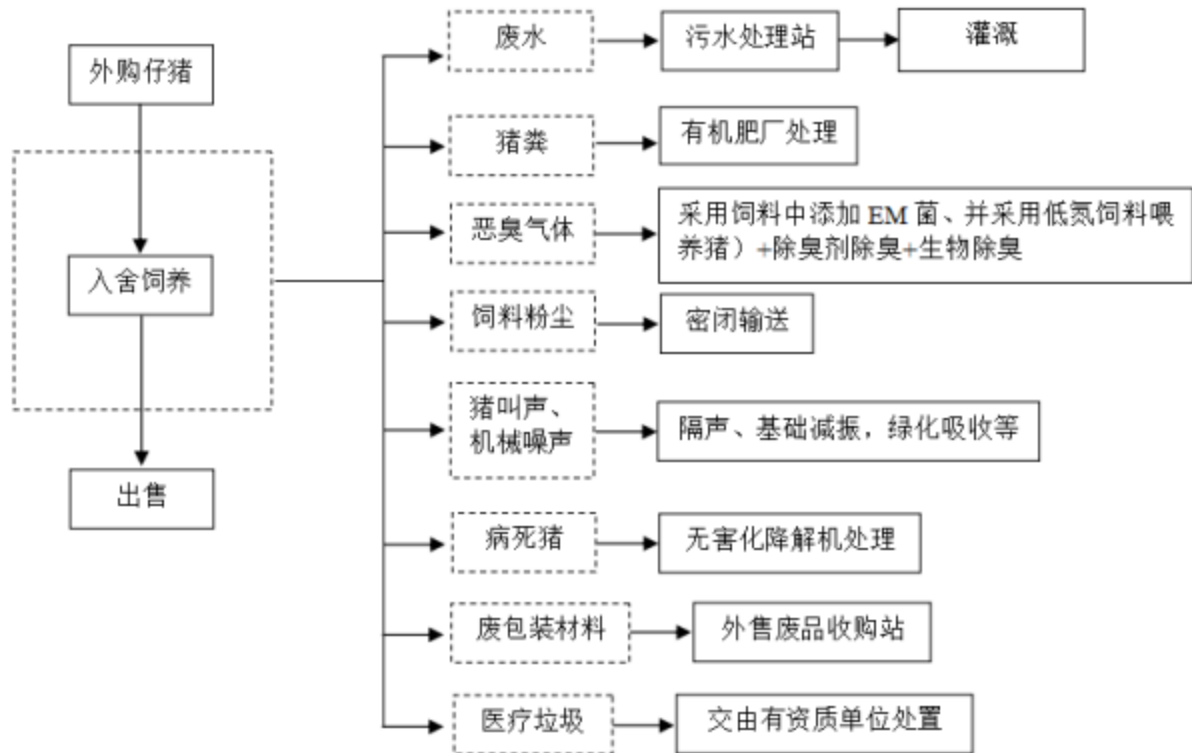 外购仔猪
入舍饲养
出售
废水
污水处理站
灌溉
猪粪
有机肥厂处理
恶臭气体
采用饲料中添加 EM 菌、并采用低氮饲料喂
养猪）+除臭剂除臭+生物除臭
饲料粉尘
密闭输送
猪叫声、
机械噪声
隔声、基础减振，绿化吸收等
病死猪
无害化降解机处理
废包装材料
外售废品收购站
医疗垃圾
交由有资质单位处置